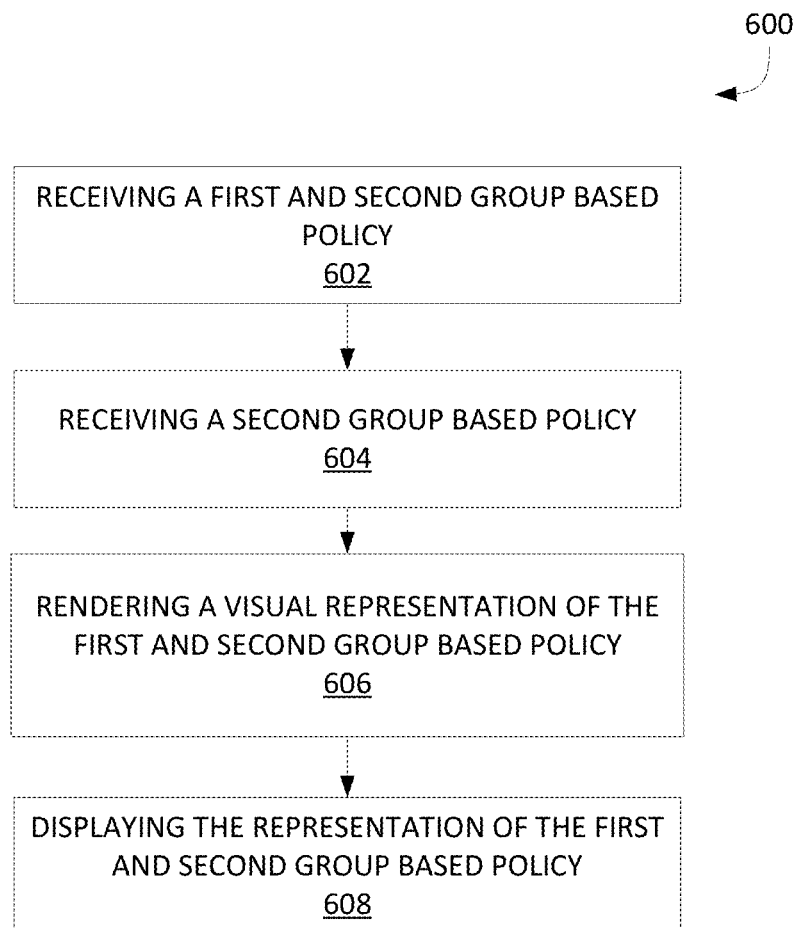 600
RECEIVING A FIRST AND SECOND GROUP BASED
POLICY
602
RECEIVING A SECOND GROUP BASED POLICY
604
RENDERING A VISUAL REPRESENTATION OF THE
FIRST AND SECOND GROUP BASED POLICY
606
DISPLAYING THE REPRESENTATION OF THE FIRST
AND SECOND GROUP BASED POLICY
608